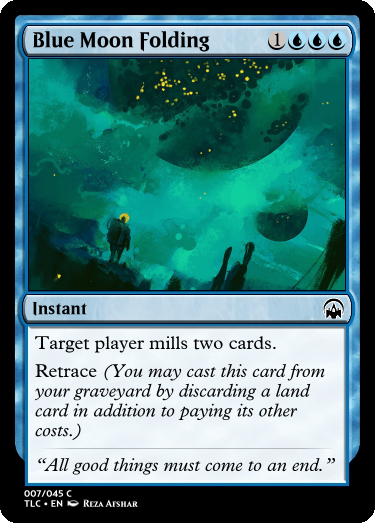 Blue Moon Folding 1
Instant
Target player mills two cards.
Retrace (You may cast this card from
your graveyard by discarding a land
card in addition to paying its other
costs.)
“All good things must come to an end.”
007/045 C
TLC • EN Reza Afshar